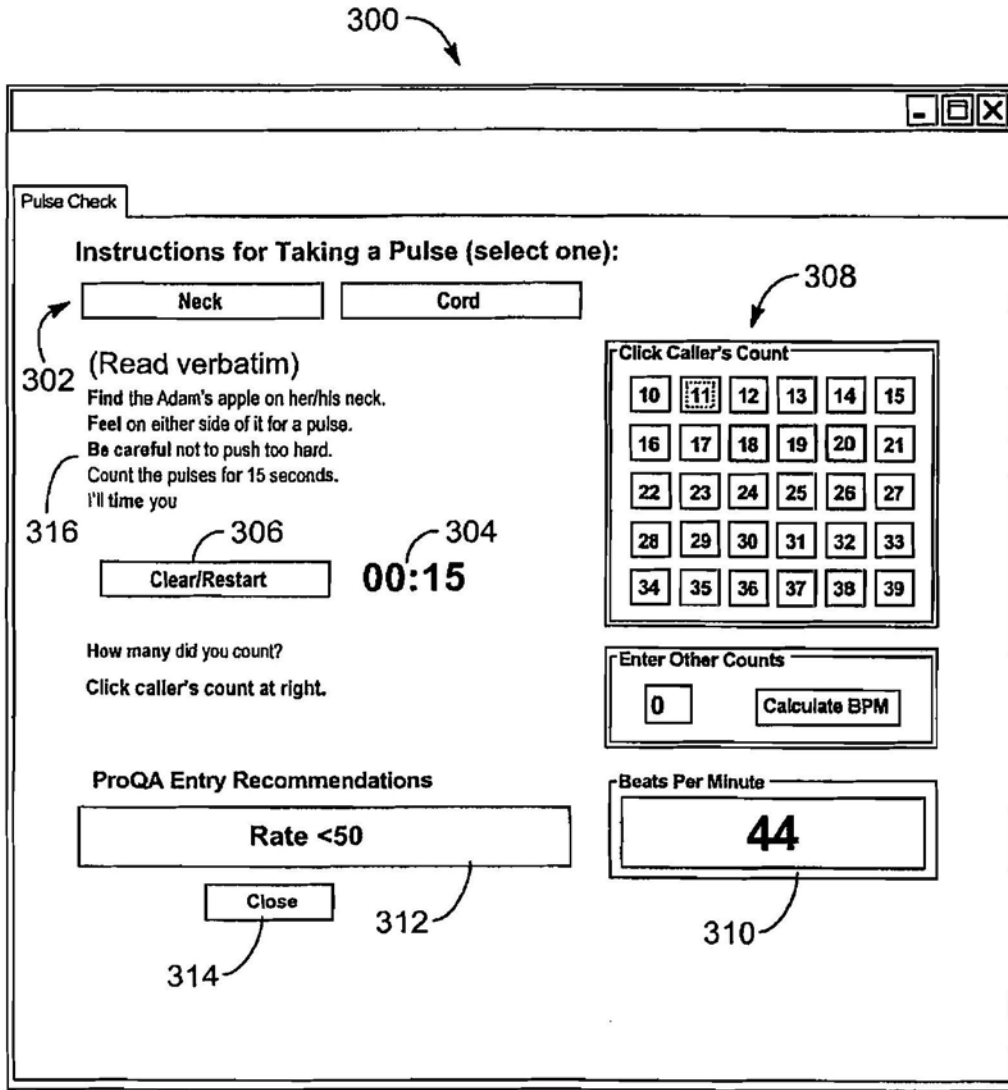 300
Pulse Check
Instructions for Taking a Pulse (select one):
Neck
Cord
302
(Read verbatim)
Find the Adam's apple on her/his neck.
Feel on either side of it for a pulse.
Be careful not to push too hard.
Count the pulses for 15 seconds.
I'll time you
316
306
304
Clear/Restart
00:15
How many did you count?
Click caller's count at right.
308
Click Caller's Count
10 11 12 13 14 15
16 17 18 19 20 21
22 23 24 25 26 27
28 29 30 31 32 33
34 35 36 37 38 39
Enter Other Counts
0
Calculate BPM
ProQA Entry Recommendations
Rate <50
Close
312
314
Beats Per Minute
44
310